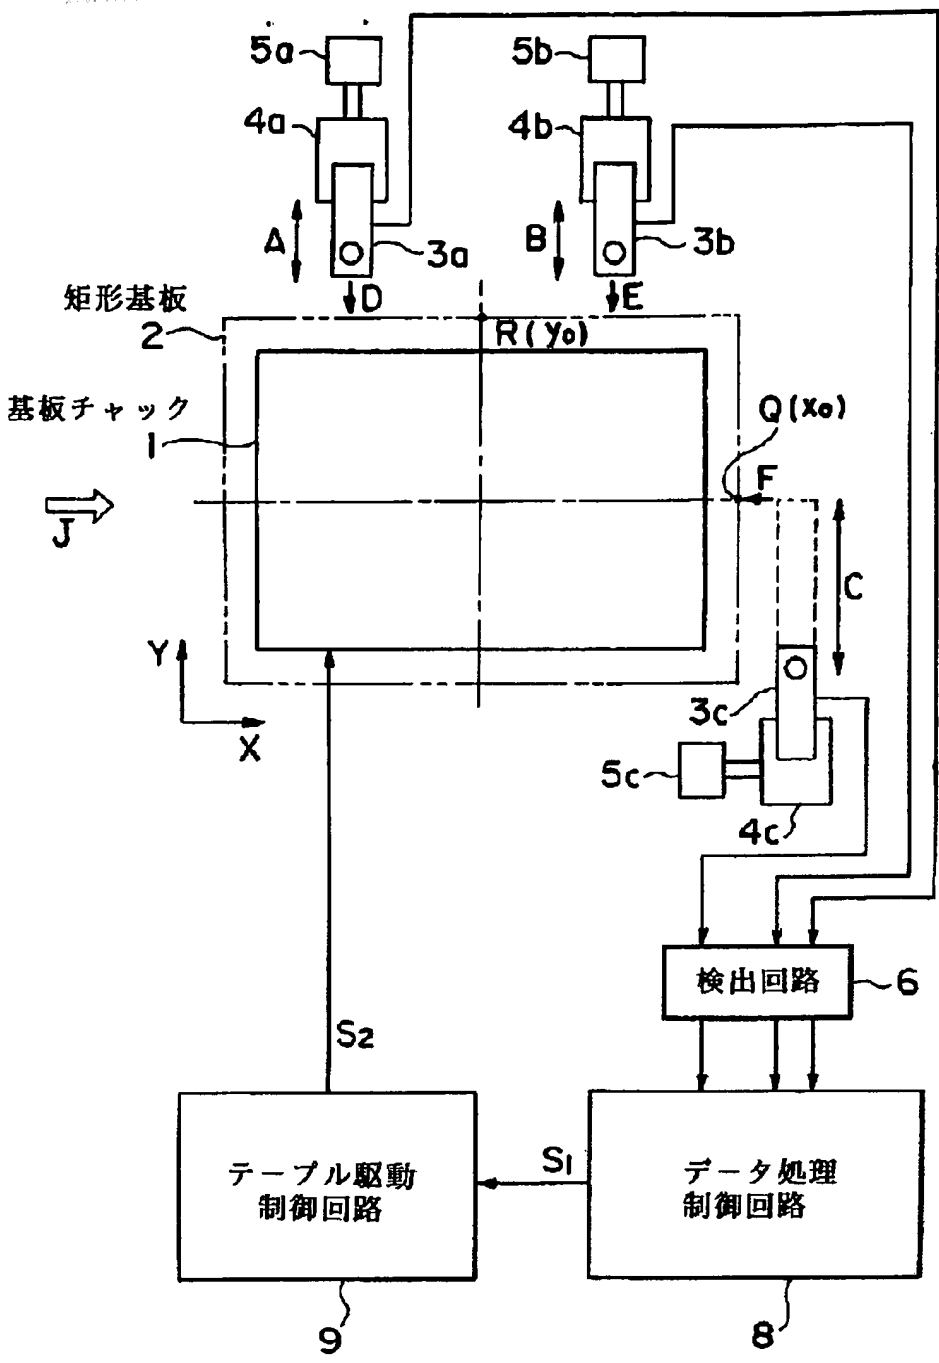 5a
5b
4a
4b
A
3a
B
3b
D
E
矩形基板
2
R(y0)
基板チャック
1
Q(x0)
F
J
C
Y
X
3c
5c
4c
検出回路
6
S2
S1
テーブル駆動
制御回路
データ処理
制御回路
9
8